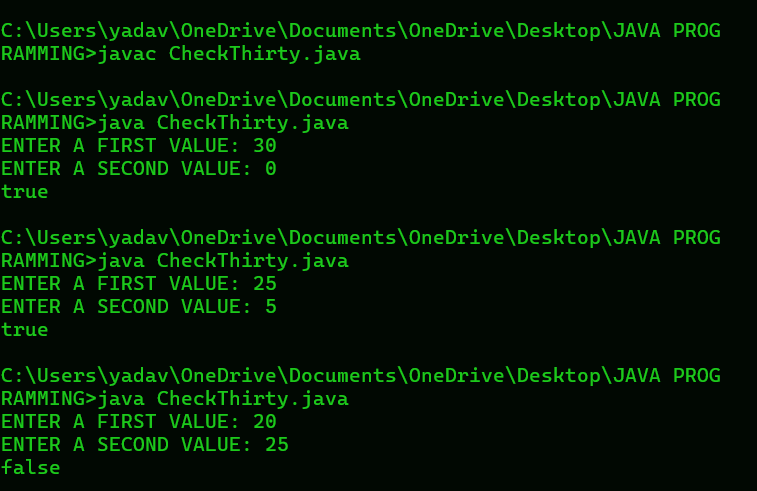 C:\Users\yadav\OneDrive\Documents\OneDrive\Desktop\JAVA PROG
RAMMING>javac CheckThirty.java
C:\Users\yadav\OneDrive\Documents\OneDrive\Desktop\JAVA PROG
RAMMING>java CheckThirty.java
ENTER A FIRST VALUE: 30
ENTER A SECOND VALUE: 0
true
C:\Users\yadav\OneDrive\Documents\OneDrive\Desktop\JAVA PROG
RAMMING>java CheckThirty.java
ENTER A FIRST VALUE: 25
ENTER A SECOND VALUE: 5
true
C:\Users\yadav\OneDrive\Documents\OneDrive\Desktop\JAVA PROG
RAMMING>java CheckThirty.java
ENTER A FIRST VALUE: 20
ENTER A SECOND VALUE: 25
false